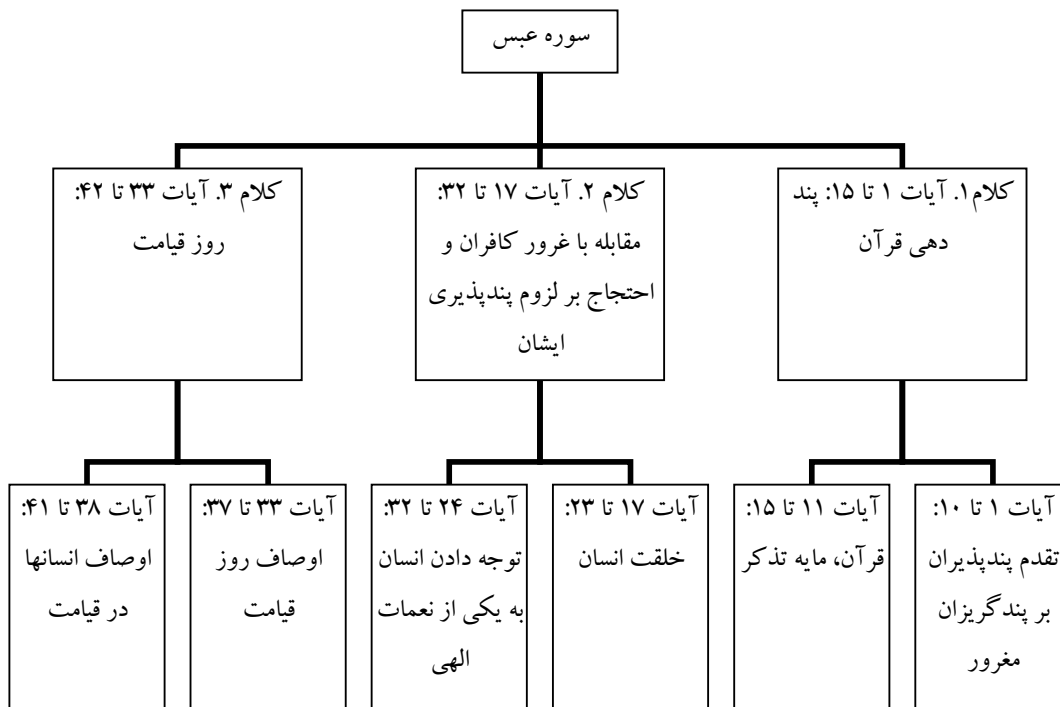 سوره عبس
کلام۱. آیات ۱ تا ۱۵: پند
دهی قرآن
کلام ۲. آیات ۱۷ تا ۳۲:
مقابله با غرور کافران و
احتجاج بر لزوم پندپذیری
ایشان
کلام ۳. آیات ۳۳ تا ۴۲:
روز قیامت
آیات ۱ تا ۱۰:
تقدم پندپذیران
بر پندگریزان
مغرور
آیات ۱۱ تا ۱۵:
قرآن، مایه تذکر
آیات ۱۷ تا ۲۳:
خلقت انسان
آیات ۲۴ تا ۳۲:
توجه دادن انسان
به یکی از نعمات
الهی
آیات ۳۳ تا ۳۷:
اوصاف روز
قیامت
آیات ۳۸ تا ۴۱:
اوصاف انسانها
در قیامت